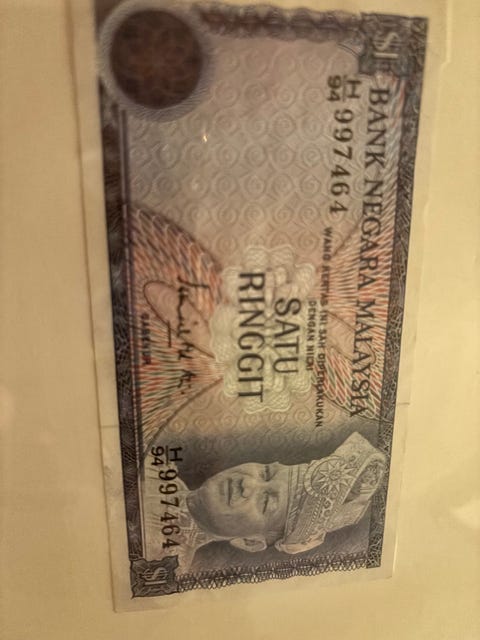 $1
BANK NEGARA MALAYSIA
H/94 997464
WANG KERTAS INI SAH DIPERLAKUKAN
DENGAN NILAI
SATU
RINGGIT
GABENOR
H/94 997464
$1